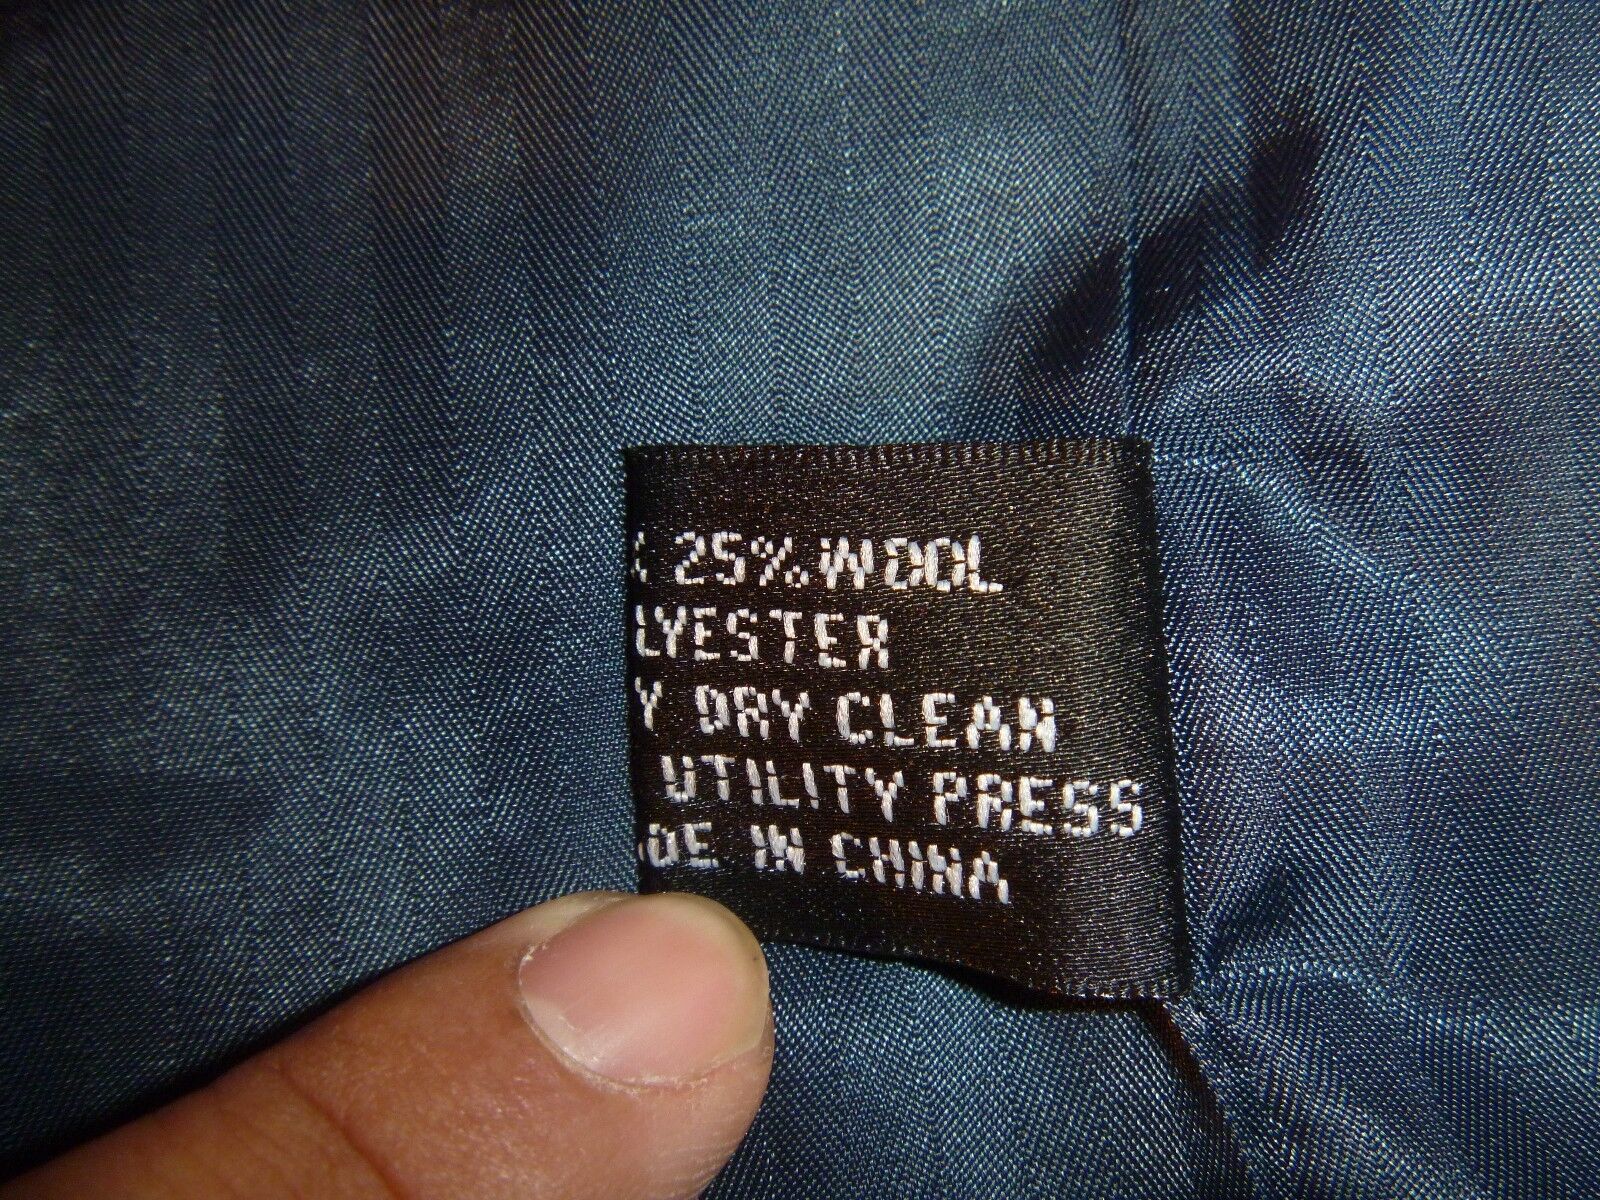 25% WOOL
LYESTER
Y DRY CLEAN
UTILITY PRESS
DE IN CHINA